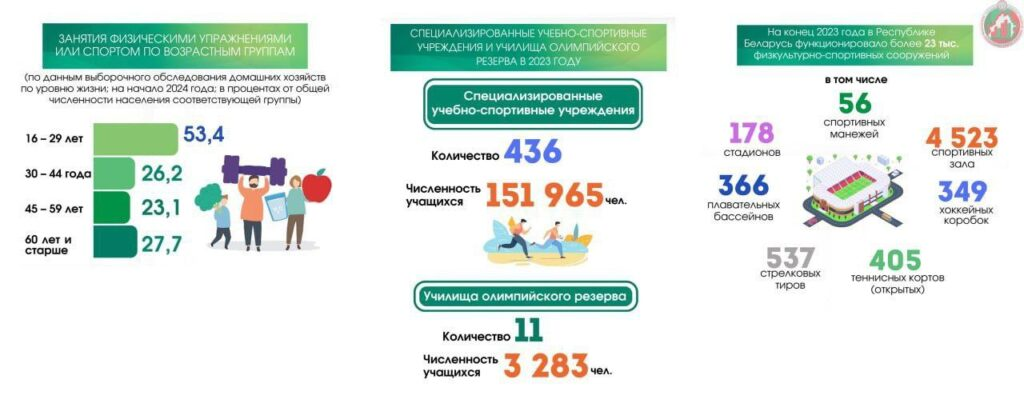 ЗАНЯТИЯ ФИЗИЧЕСКИМИ УПРАЖНЕНИЯМИ
ИЛИ СПОРТОМ ПО ВОЗРАСТНЫМ ГРУППАМ
(по данным выборочного обследования домашних хозяйств
по уровню жизни; на начало 2024 года; в процентах от общей
численности населения соответствующей группы)
16 – 29 лет 53,4
30 – 44 года 26,2
45 – 59 лет 23,1
60 лет и
старше 27,7
СПЕЦИАЛИЗИРОВАННЫЕ УЧЕБНО-СПОРТИВНЫЕ
УЧРЕЖДЕНИЯ И УЧИЛИЩА ОЛИМПИЙСКОГО
РЕЗЕРВА В 2023 ГОДУ
Специализированные
учебно-спортивные учреждения
Количество 436
Численность
учащихся 151 965 чел.
Училища олимпийского резерва
Количество 11
Численность
учащихся 3 283 чел.
На конец 2023 года в Республике
Беларусь функционировало более 23 тыс.
физкультурно-спортивных сооружений
в том числе
56
спортивных
манежей
178
стадионов
4 523
спортивных
зала
366
плавательных
бассейнов
349
хоккейных
коробок
537
стрелковых
тиров
405
теннисных кортов
(открытых)